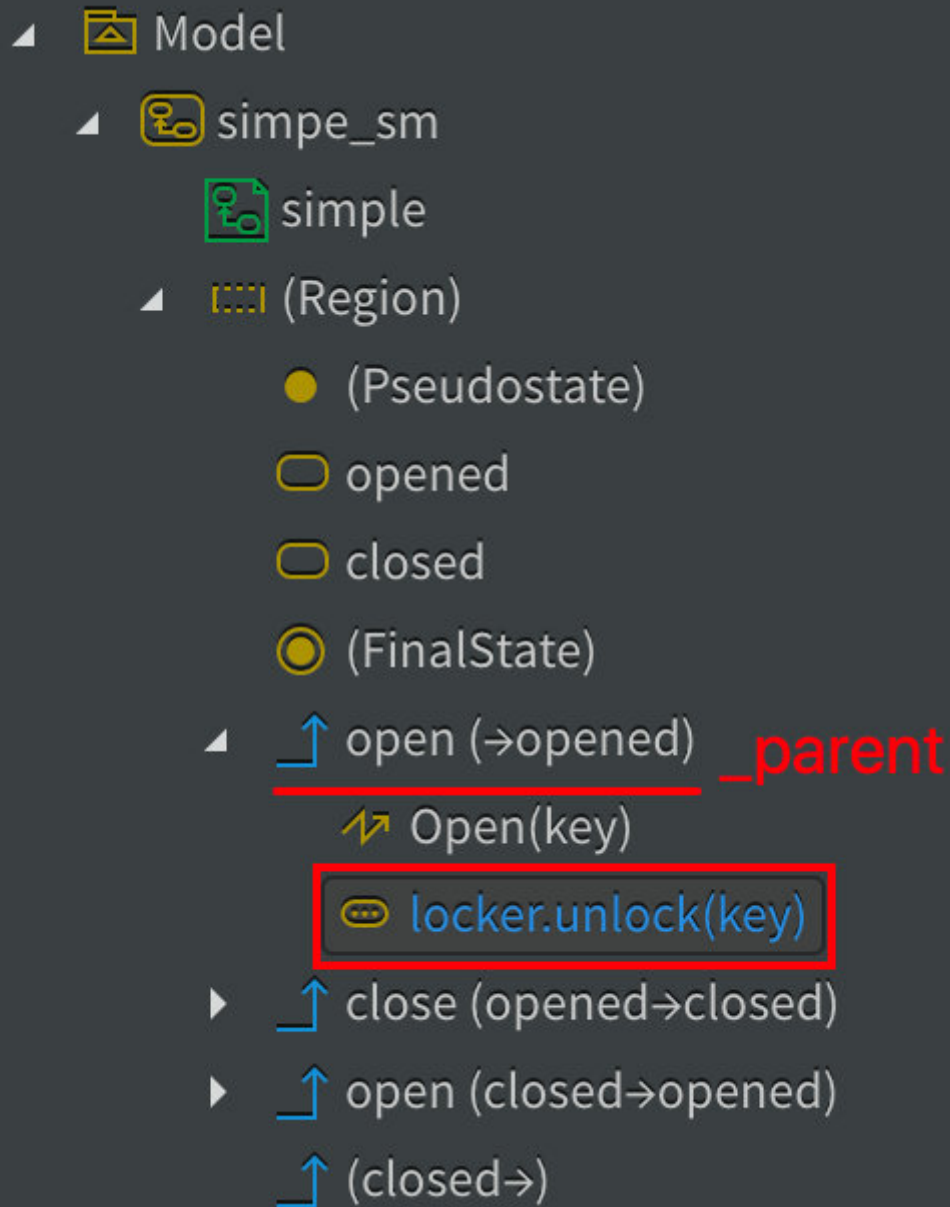 Model
simpe_sm
simple
(Region)
(Pseudostate)
opened
closed
(FinalState)
open (→opened) _parent
Open(key)
locker.unlock(key)
close (opened→closed)
open (closed→opened)
(closed→)